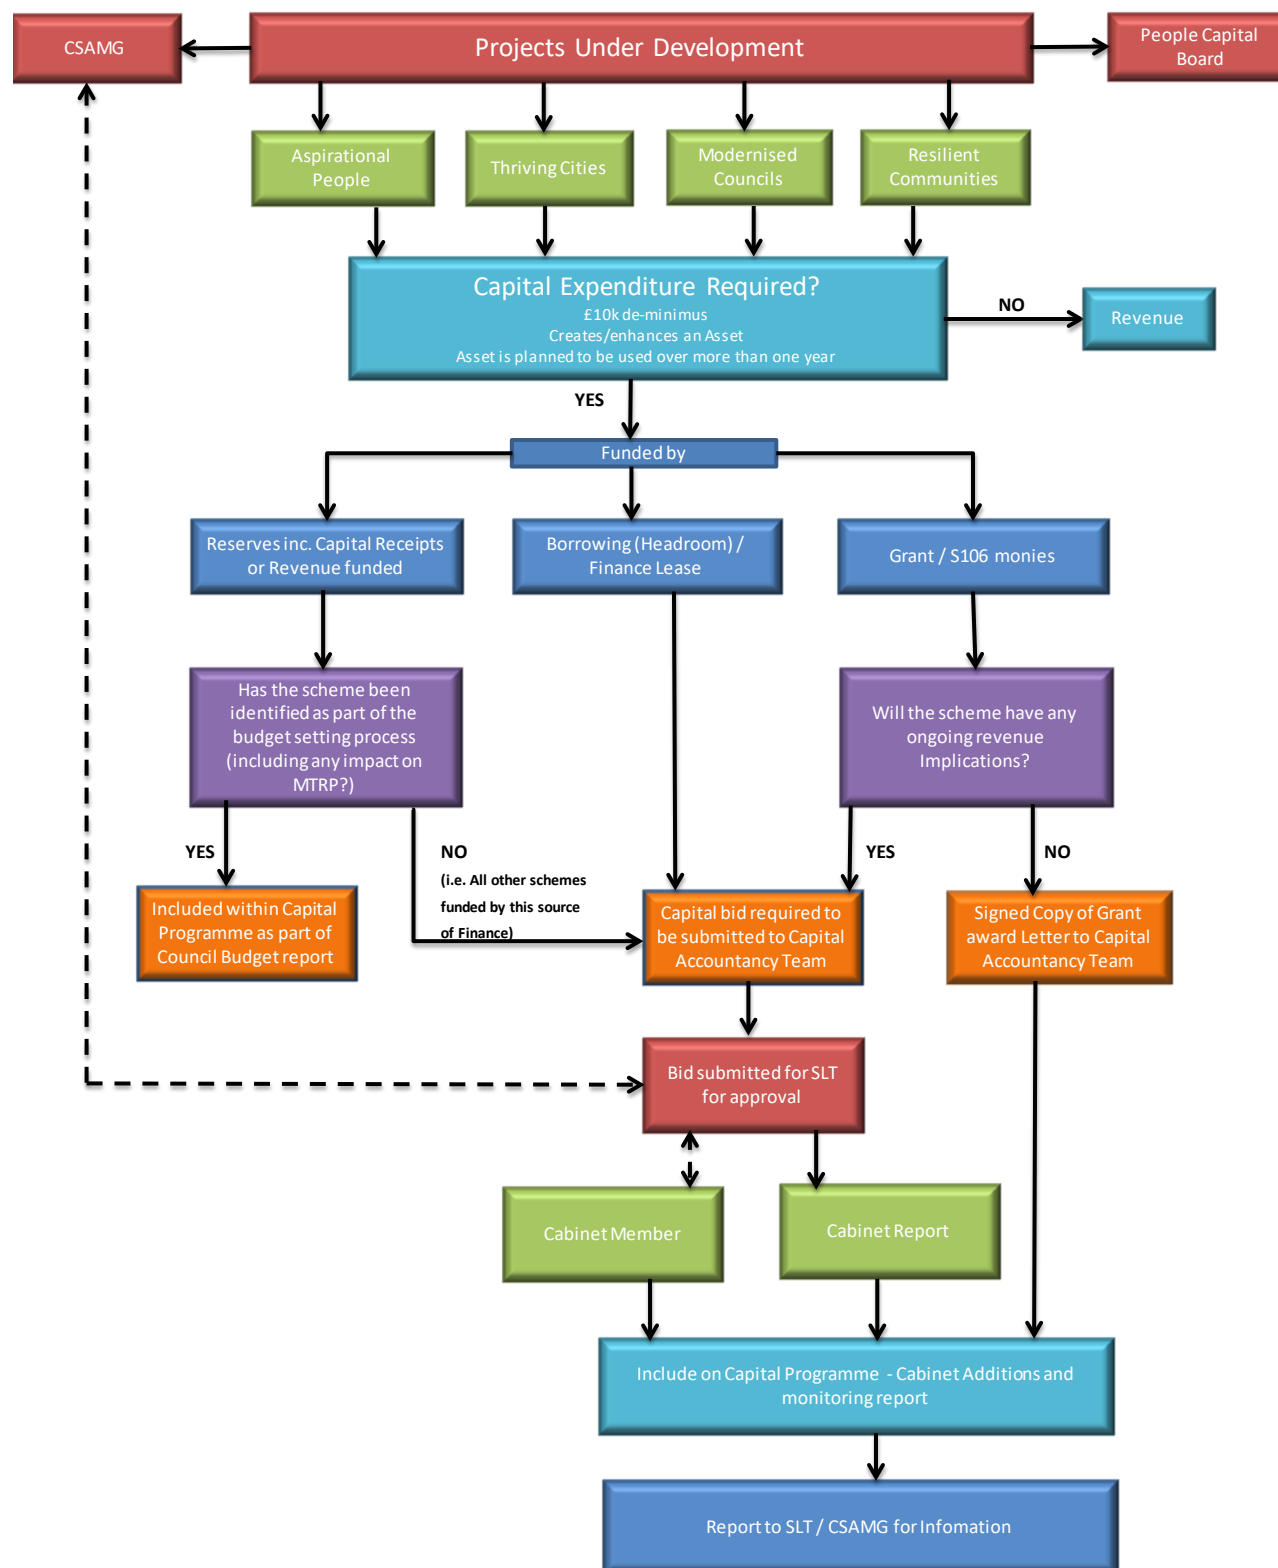 CSAMG
Projects Under Development
People Capital
Board
Aspirational
People
Thriving Cities
Modernised
Councils
Resilient
Communities
Capital Expenditure Required?
£10k de-minimus
Creates/enhances an Asset
Asset is planned to be used over more than one year
NO
Revenue
YES
Funded by
Reserves inc. Capital Receipts
or Revenue funded
Borrowing (Headroom) /
Finance Lease
Grant / S106 monies
Has the scheme been
identified as part of the
budget setting process
(including any impact on
MTRP?)
Will the scheme have any
ongoing revenue
Implications?
YES
NO
(i.e. All other schemes
funded by this source
of Finance)
YES
NO
Included within Capital
Programme as part of
Council Budget report
Capital bid required to
be submitted to Capital
Accountancy Team
Signed Copy of Grant
award Letter to Capital
Accountancy Team
Bid submitted for SLT
for approval
Cabinet Member
Cabinet Report
Include on Capital Programme - Cabinet Additions and
monitoring report
Report to SLT / CSAMG for Infomation